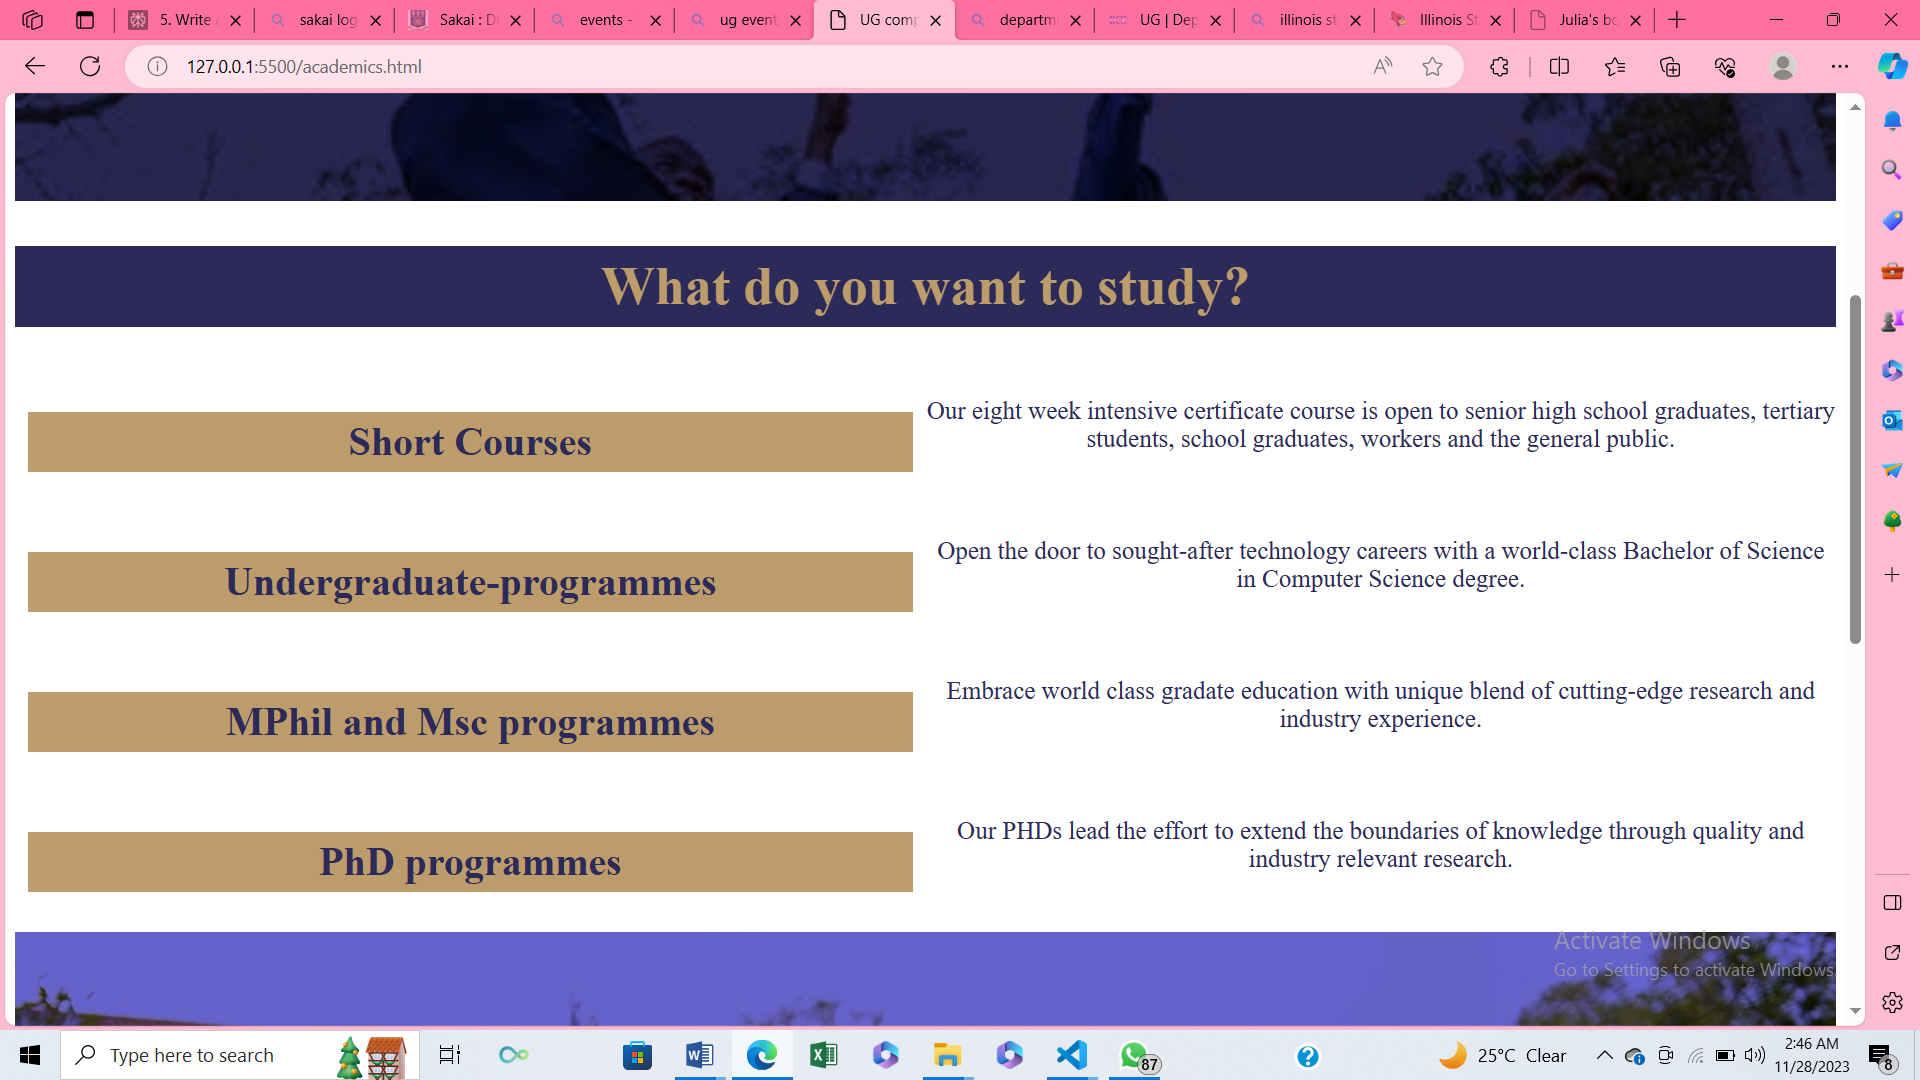 5. Write
sakai log
Sakai : D
events -
ug event
UG comp
departm
UG | Dep
illinois st
Illinois St
Julia's bo
127.0.0.1:5500/academics.html
What do you want to study?
Short Courses
Our eight week intensive certificate course is open to senior high school graduates, tertiary
students, school graduates, workers and the general public.
Undergraduate-programmes
Open the door to sought-after technology careers with a world-class Bachelor of Science
in Computer Science degree.
MPhil and Msc programmes
Embrace world class gradate education with unique blend of cutting-edge research and
industry experience.
PhD programmes
Our PHDs lead the effort to extend the boundaries of knowledge through quality and
industry relevant research.
Activate Windows
Go to Settings to activate Windows.
Type here to search
87
25°C Clear
2:46 AM
11/28/2023
8